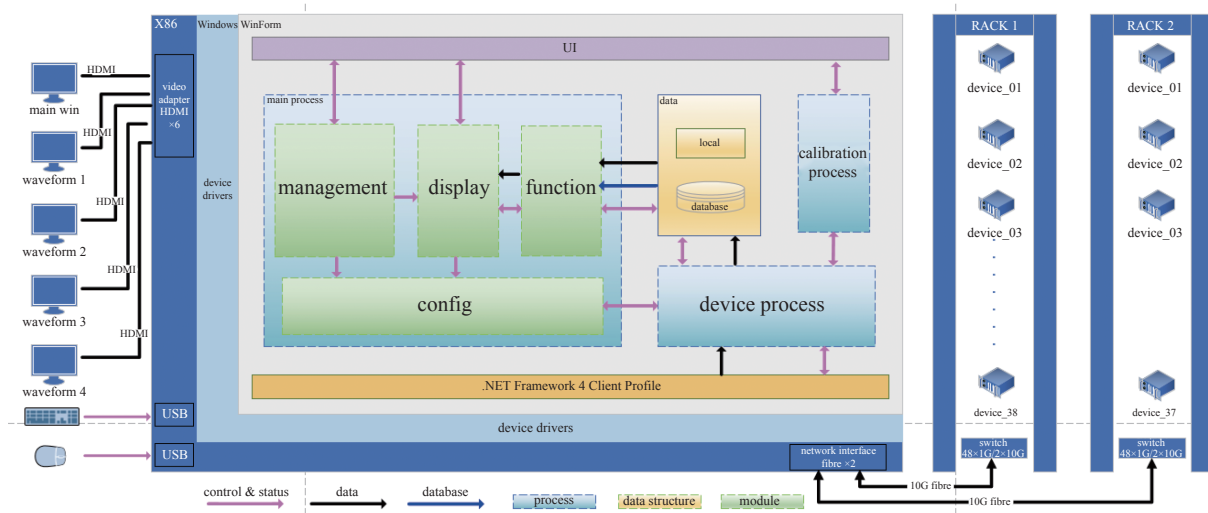 X86
Windows
WinForm
RACK 1
RACK 2
UI
HDMI
main win
video
adapter
HDMI
×6
HDMI
waveform 1
HDMI
waveform 2
HDMI
waveform 3
HDMI
waveform 4
device
drivers
main process
management
display
function
config
data
local
database
calibration
process
device process
.NET Framework 4 Client Profile
device_01
device_02
device_03
device_38
device_01
device_02
device_03
device_37
USB
device drivers
USB
network interface
fibre ×2
switch
48×1G/2×10G
switch
48×1G/2×10G
10G fibre
10G fibre
control & status
data
database
process
data structure
module